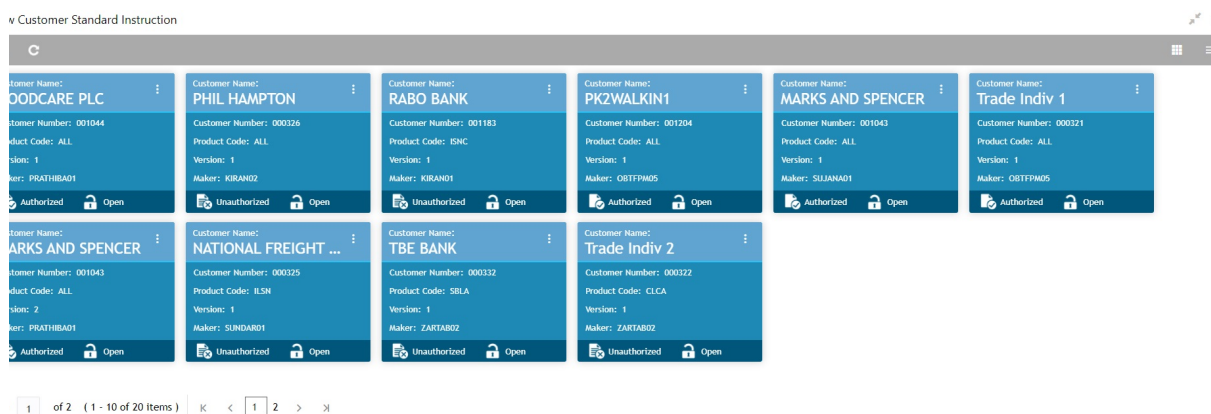 w Customer Standard Instruction
tomer Name:
OODCARE PLC
stomer Number: 001044
duct Code: ALL
rsion: 1
ker: PRATHIBA01
Authorized Open
Customer Name:
PHIL HAMPTON
Customer Number: 000326
Product Code: ALL
Version: 1
Maker: KIRAN02
Unauthorized Open
Customer Name:
RABO BANK
Customer Number: 001183
Product Code: ISNC
Version: 1
Maker: KIRAN01
Unauthorized Open
Customer Name:
PK2WALKIN1
Customer Number: 001204
Product Code: ALL
Version: 1
Maker: OBTFPM05
Authorized Open
Customer Name:
MARKS AND SPENCER
Customer Number: 001043
Product Code: ALL
Version: 1
Maker: SUJANA01
Authorized Open
Customer Name:
Trade Indiv 1
Customer Number: 000321
Product Code: ALL
Version: 1
Maker: OBTFPM05
Authorized Open
stomer Name:
ARKS AND SPENCER
stomer Number: 001043
duct Code: ALL
rsion: 2
ker: PRATHIBA01
Authorized Open
Customer Name:
NATIONAL FREIGHT ...
Customer Number: 000325
Product Code: ILSN
Version: 1
Maker: SUNDAR01
Unauthorized Open
Customer Name:
TBE BANK
Customer Number: 000332
Product Code: SBLA
Version: 1
Maker: ZARTAB02
Unauthorized Open
Customer Name:
Trade Indiv 2
Customer Number: 000322
Product Code: CLCA
Version: 1
Maker: ZARTAB02
Unauthorized Open
1 of 2 ( 1 - 10 of 20 items ) 1 2